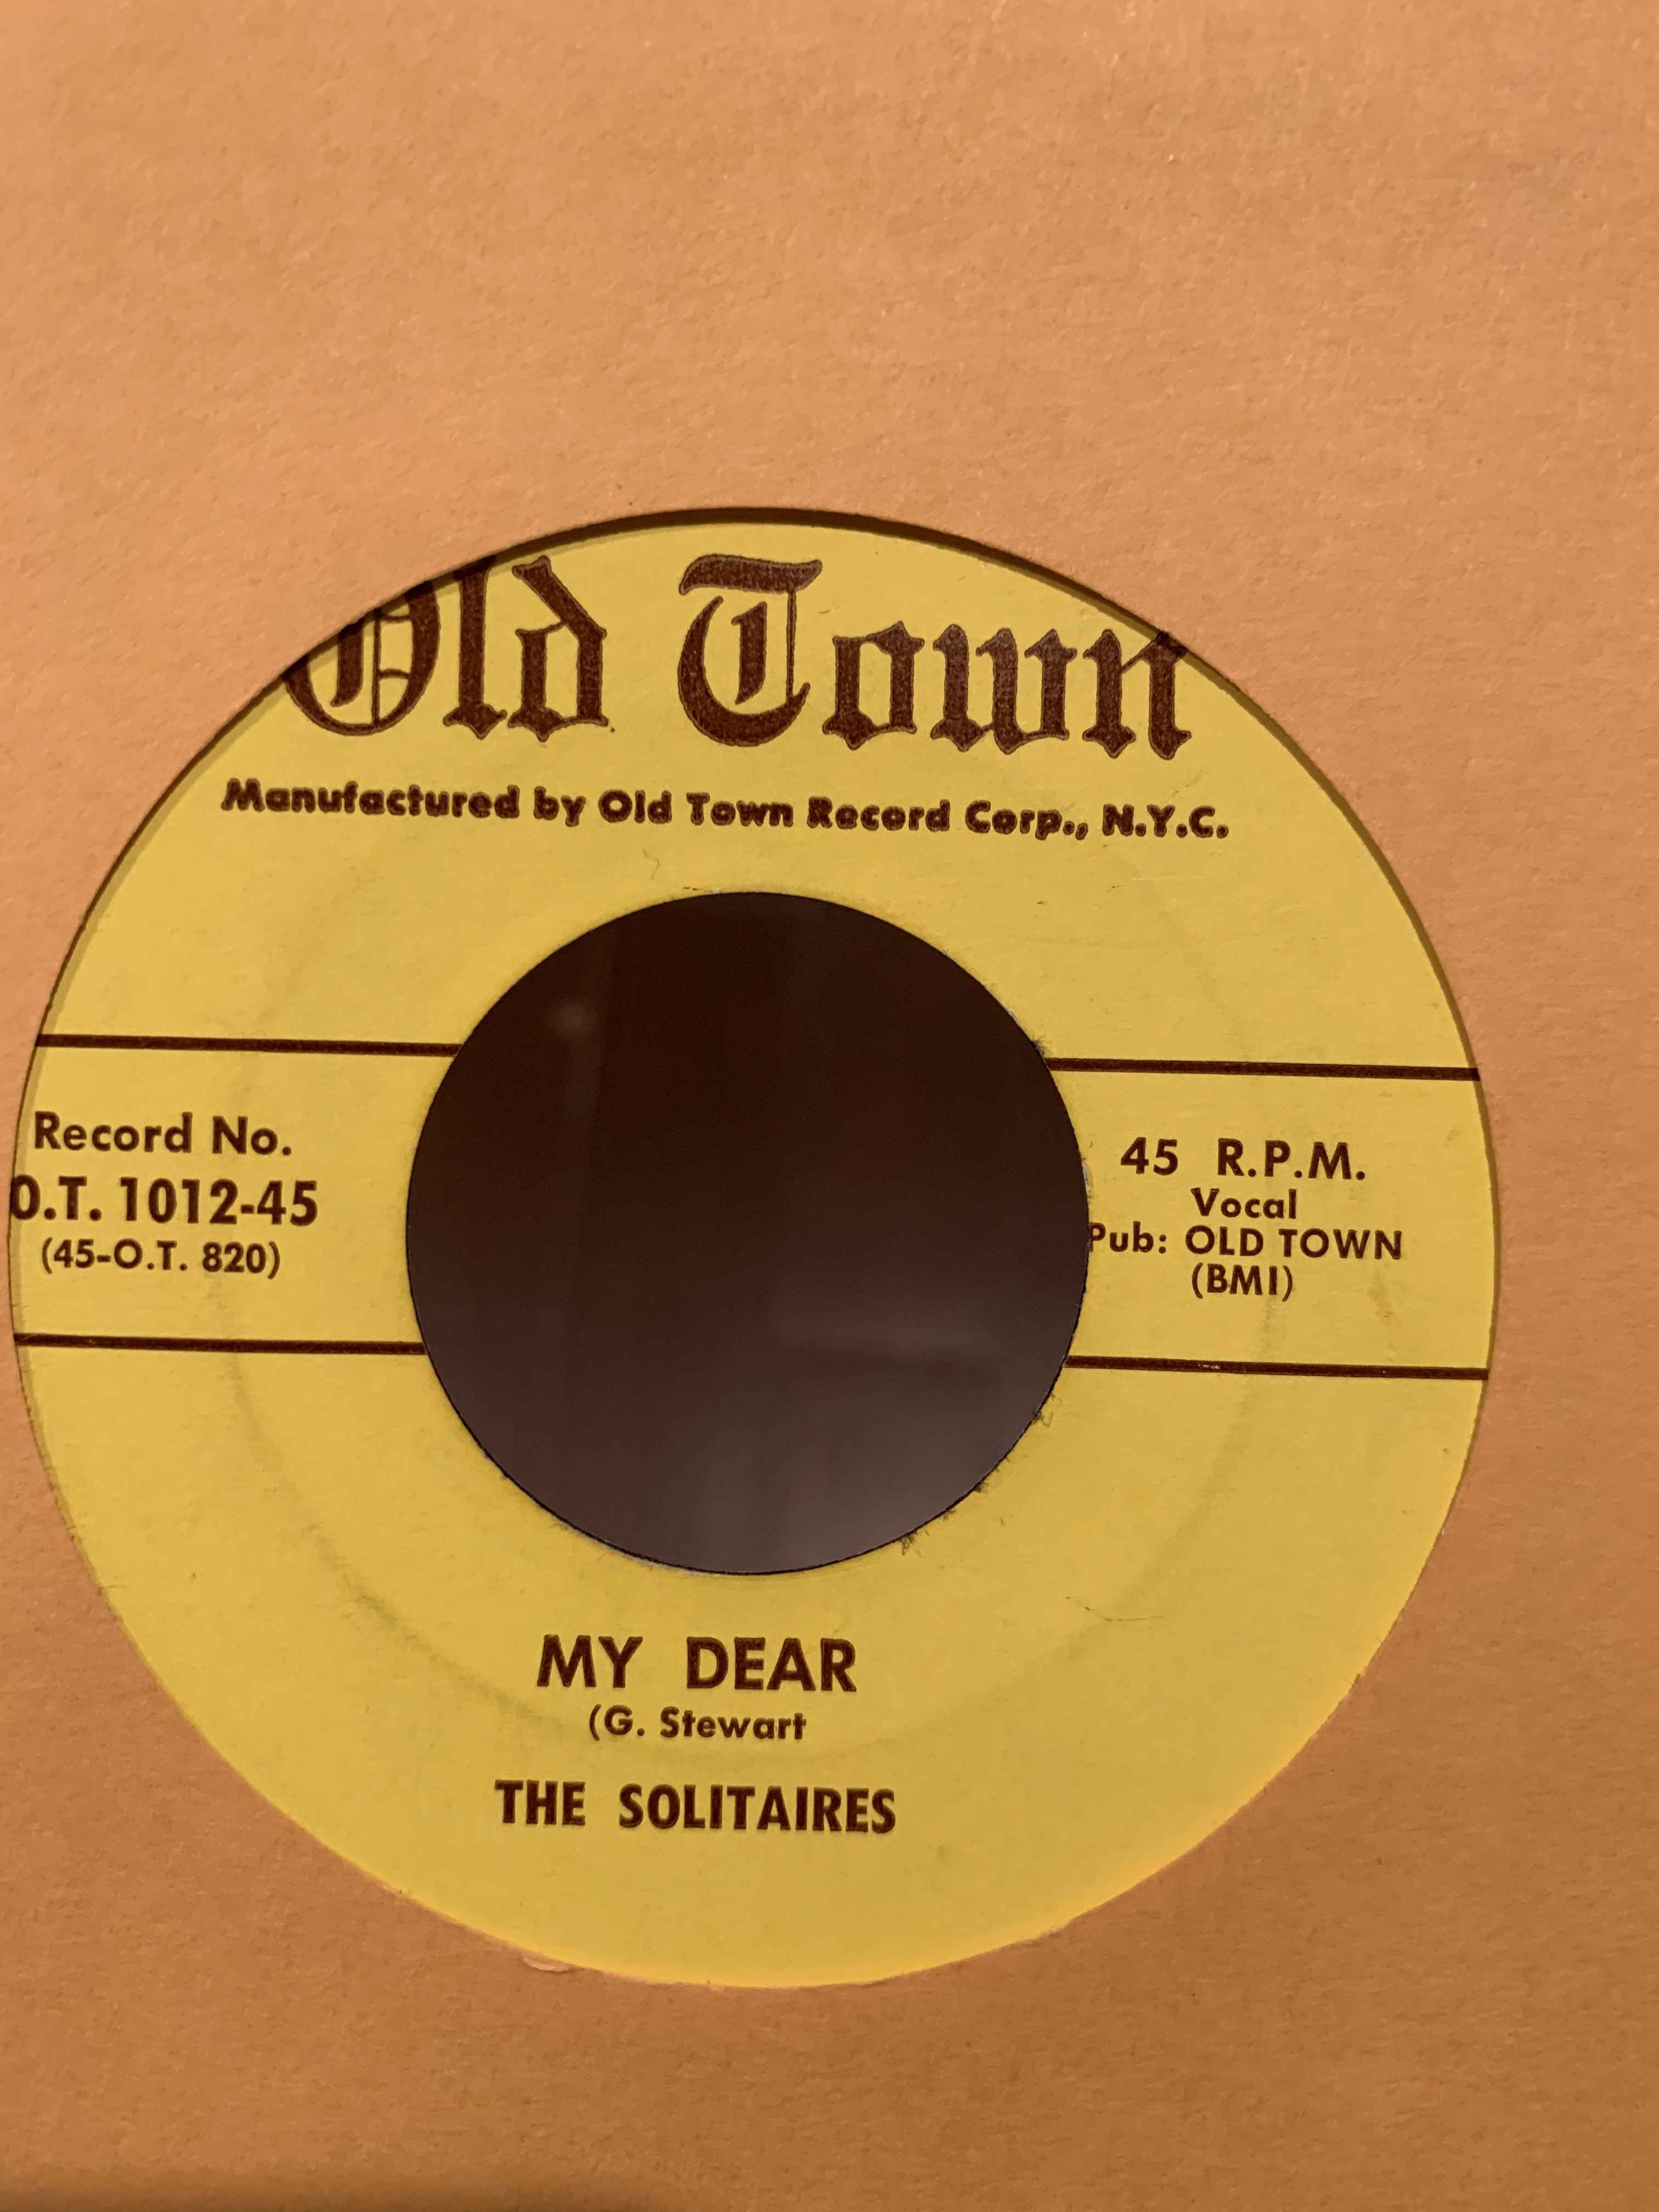 Old Town
Manufactured by Old Town Record Corp., N.Y.C.
Record No.
O.T. 1012-45
(45-O.T. 820)
45 R.P.M.
Vocal
Pub: OLD TOWN
(BMI)
MY DEAR
(G. Stewart
THE SOLITAIRES